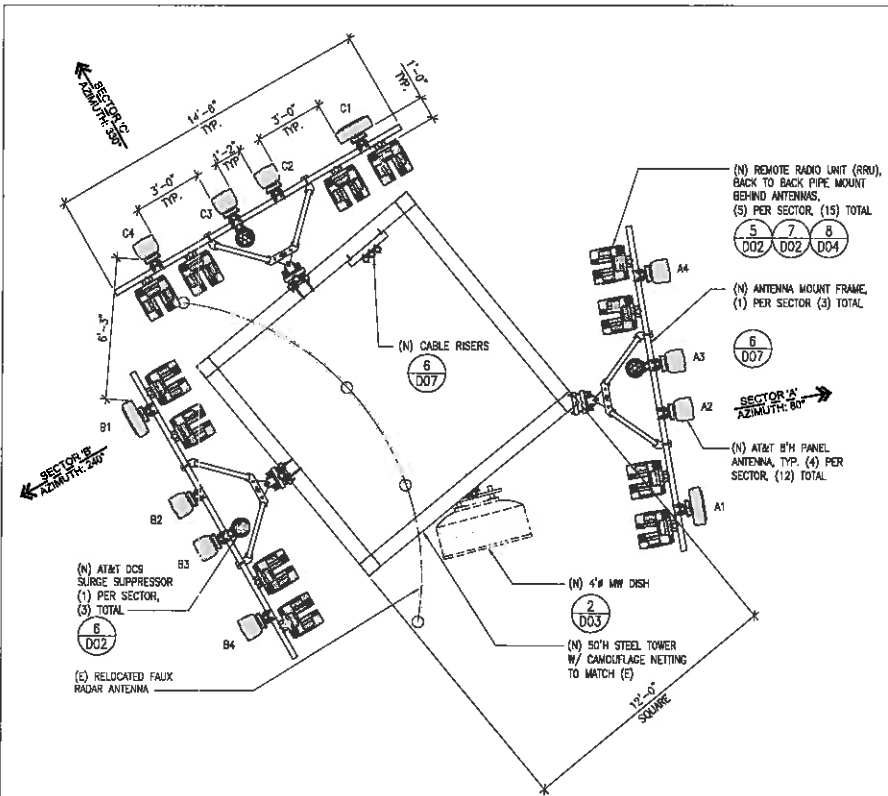 SECTOR 'C'
AZIMUTH: 330°
14'-6"
TYP.
1'-0"
TYP.
3'-0"
TYP.
1'-2"
TYP
3'-0"
TYP.
C1
C2
C3
C4
6'-3"
(N) REMOTE RADIO UNIT (RRU),
BACK TO BACK PIPE MOUNT
BEHIND ANTENNAS,
(5) PER SECTOR, (15) TOTAL
5
D02
7
D02
8
D04
A4
(N) ANTENNA MOUNT FRAME,
(1) PER SECTOR (3) TOTAL
6
D07
(N) CABLE RISERS
6
D07
A3
A2
SECTOR 'A'
AZIMUTH: 80°
(N) AT&T 8'H PANEL
ANTENNA, TYP. (4) PER
SECTOR, (12) TOTAL
A1
B1
SECTOR 'B'
AZIMUTH: 240°
B2
B3
B4
(N) AT&T DC9
SURGE SUPPRESSOR
(1) PER SECTOR,
(3) TOTAL
6
D02
(E) RELOCATED FAUX
RADAR ANTENNA
(N) 4'ø MW DISH
2
D03
(N) 50'H STEEL TOWER
W/ CAMOUFLAGE NETTING
TO MATCH (E)
12'-0"
SQUARE